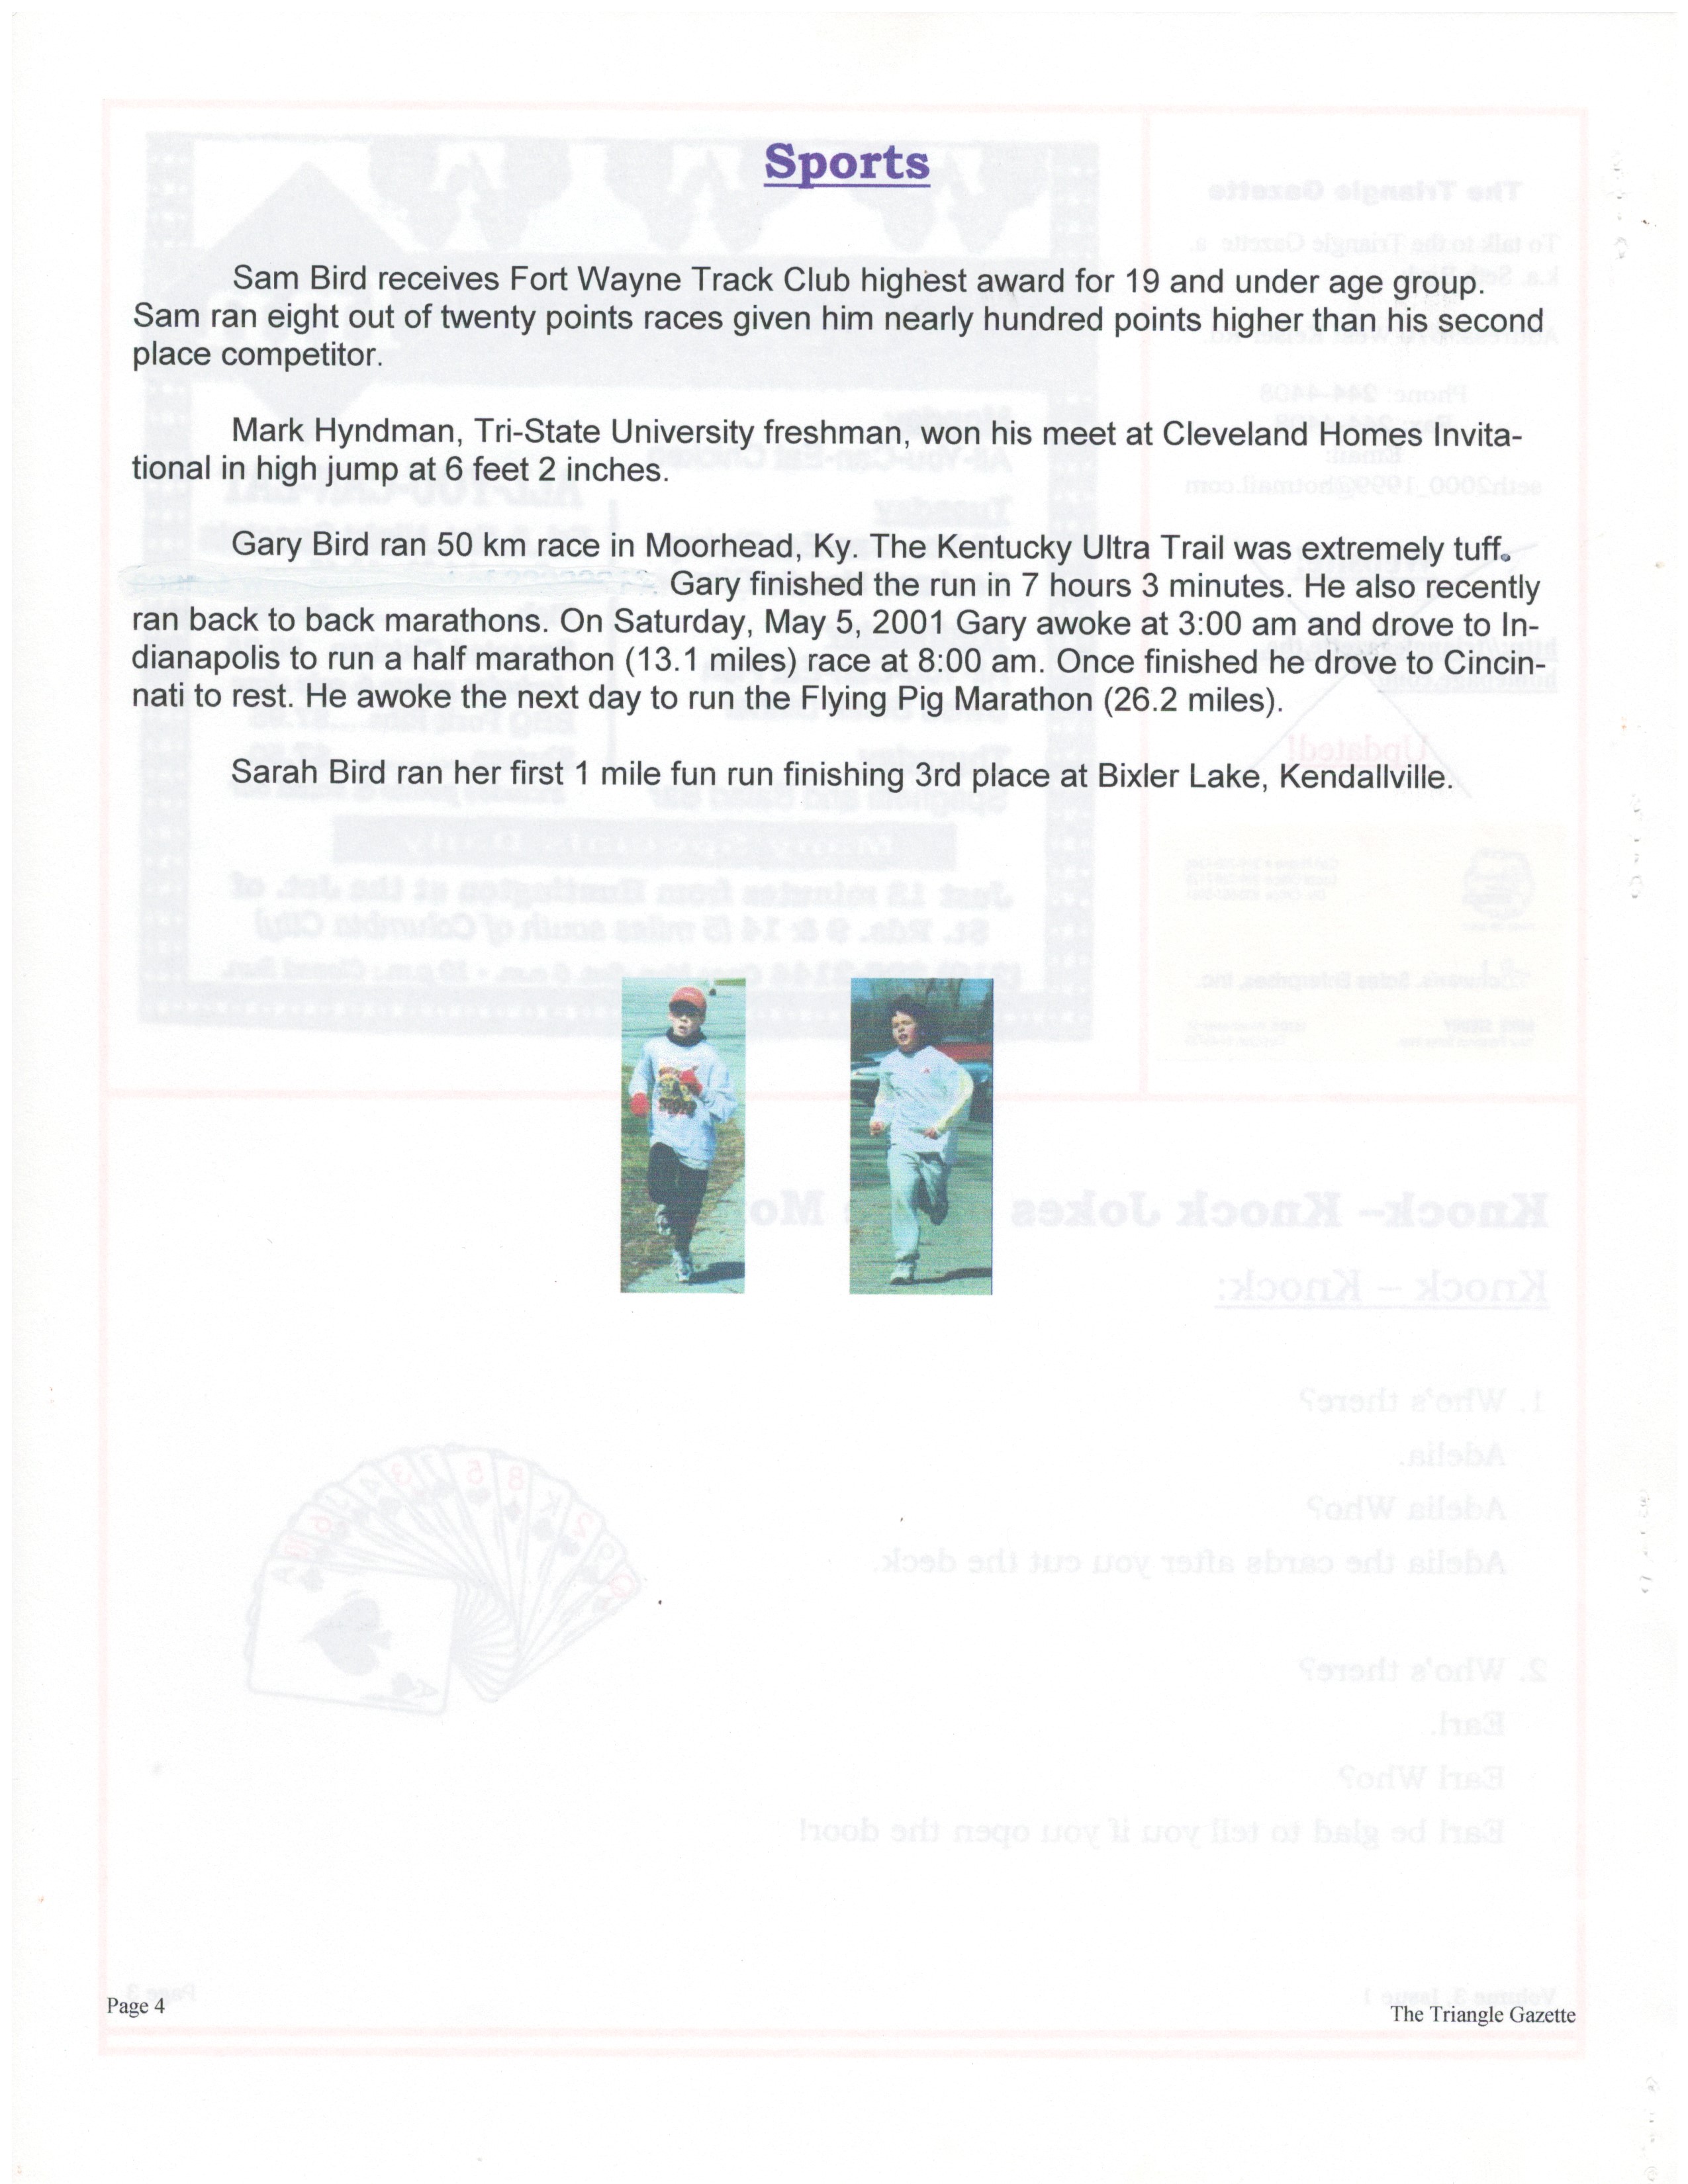 Sports
Sam Bird receives Fort Wayne Track Club highest award for 19 and under age group.
Sam ran eight out of twenty points races given him nearly hundred points higher than his second
place competitor.
Mark Hyndman, Tri-State University freshman, won his meet at Cleveland Homes Invita-
tional in high jump at 6 feet 2 inches.
Gary Bird ran 50 km race in Moorhead, Ky. The Kentucky Ultra Trail was extremely tuff.
Gary finished the run in 7 hours 3 minutes. He also recently
ran back to back marathons. On Saturday, May 5, 2001 Gary awoke at 3:00 am and drove to In-
dianapolis to run a half marathon (13.1 miles) race at 8:00 am. Once finished he drove to Cincin-
nati to rest. He awoke the next day to run the Flying Pig Marathon (26.2 miles).
Sarah Bird ran her first 1 mile fun run finishing 3rd place at Bixler Lake, Kendallville.
Page 4
The Triangle Gazette